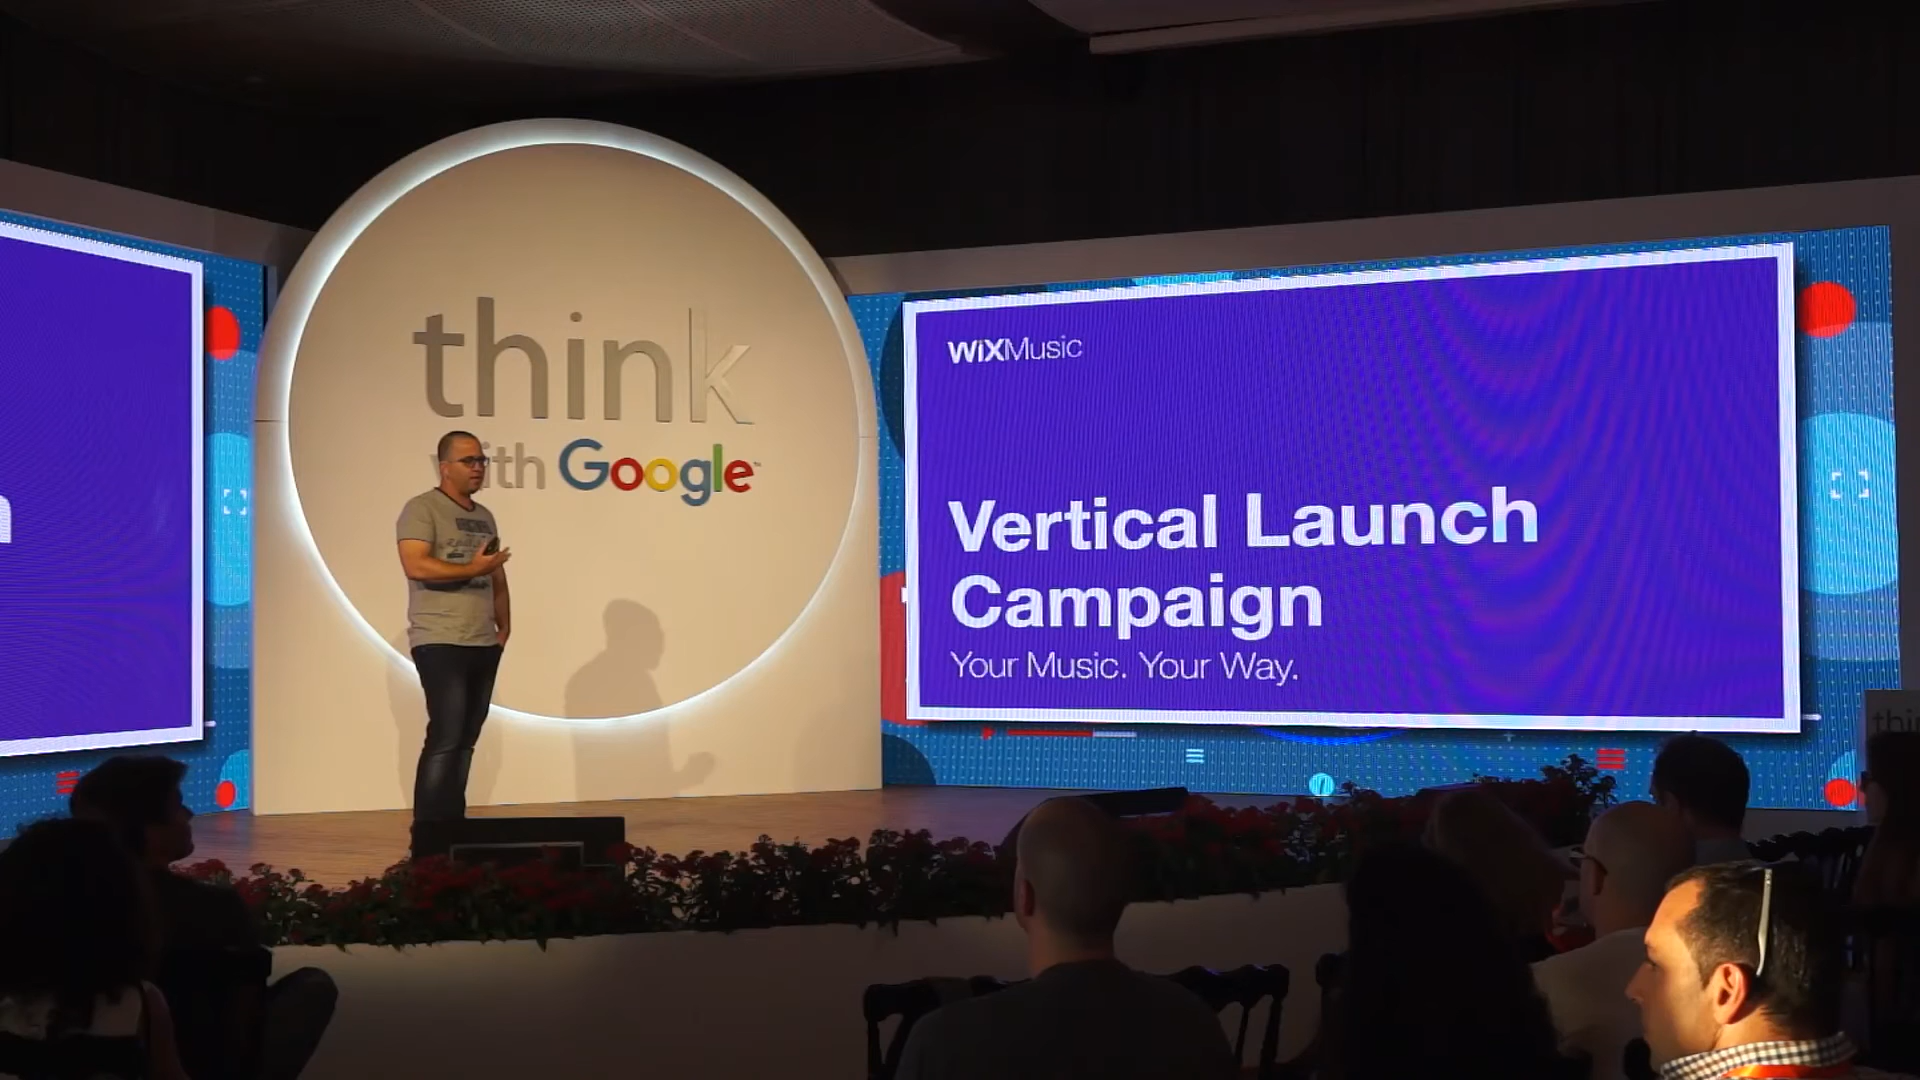 think
with Google
WiXMusic
Vertical Launch
Campaign
Your Music. Your Way.